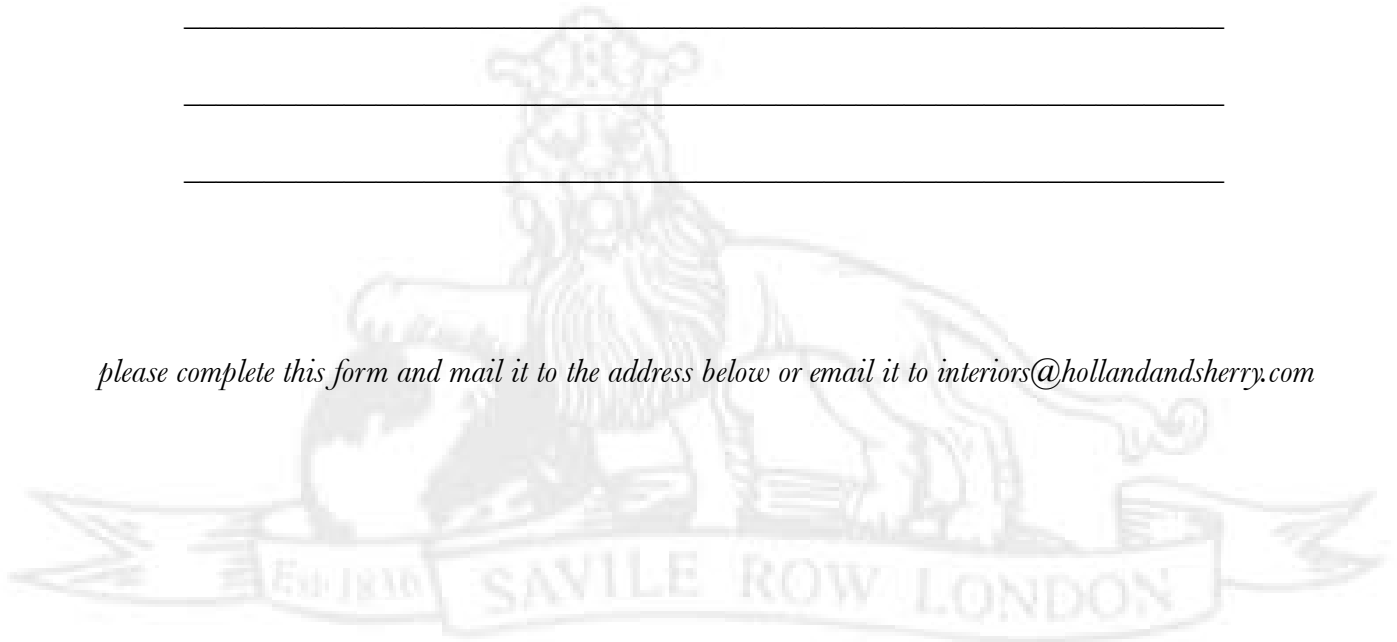 please complete this form and mail it to the address below or email it to interiors@hollandandsherry.com
Est 1836 SAVILE ROW LONDON